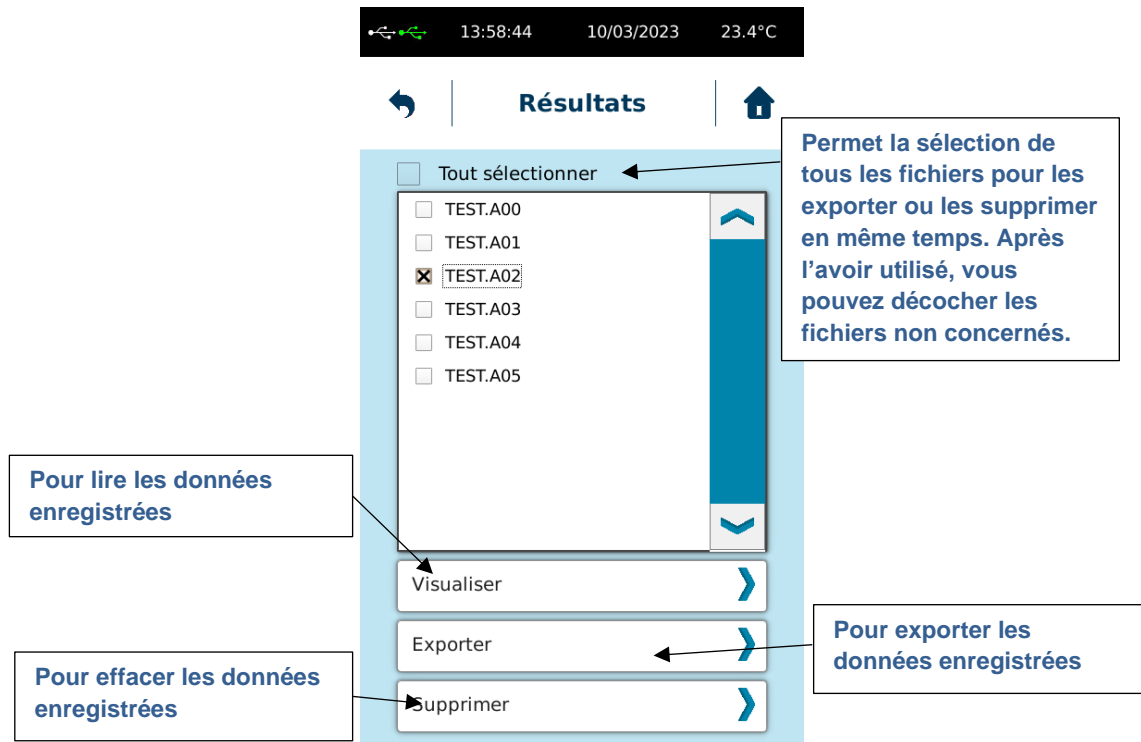 13:58:44 10/03/2023 23.4°C
Résultats
Tout sélectionner
Permet la sélection de
tous les fichiers pour les
exporter ou les supprimer
en même temps. Après
l’avoir utilisé, vous
pouvez décocher les
fichiers non concernés.
TEST.A00
TEST.A01
TEST.A02
TEST.A03
TEST.A04
TEST.A05
Pour lire les données
enregistrées
Visualiser
Exporter
Pour exporter les
données enregistrées
Pour effacer les données
enregistrées
Supprimer